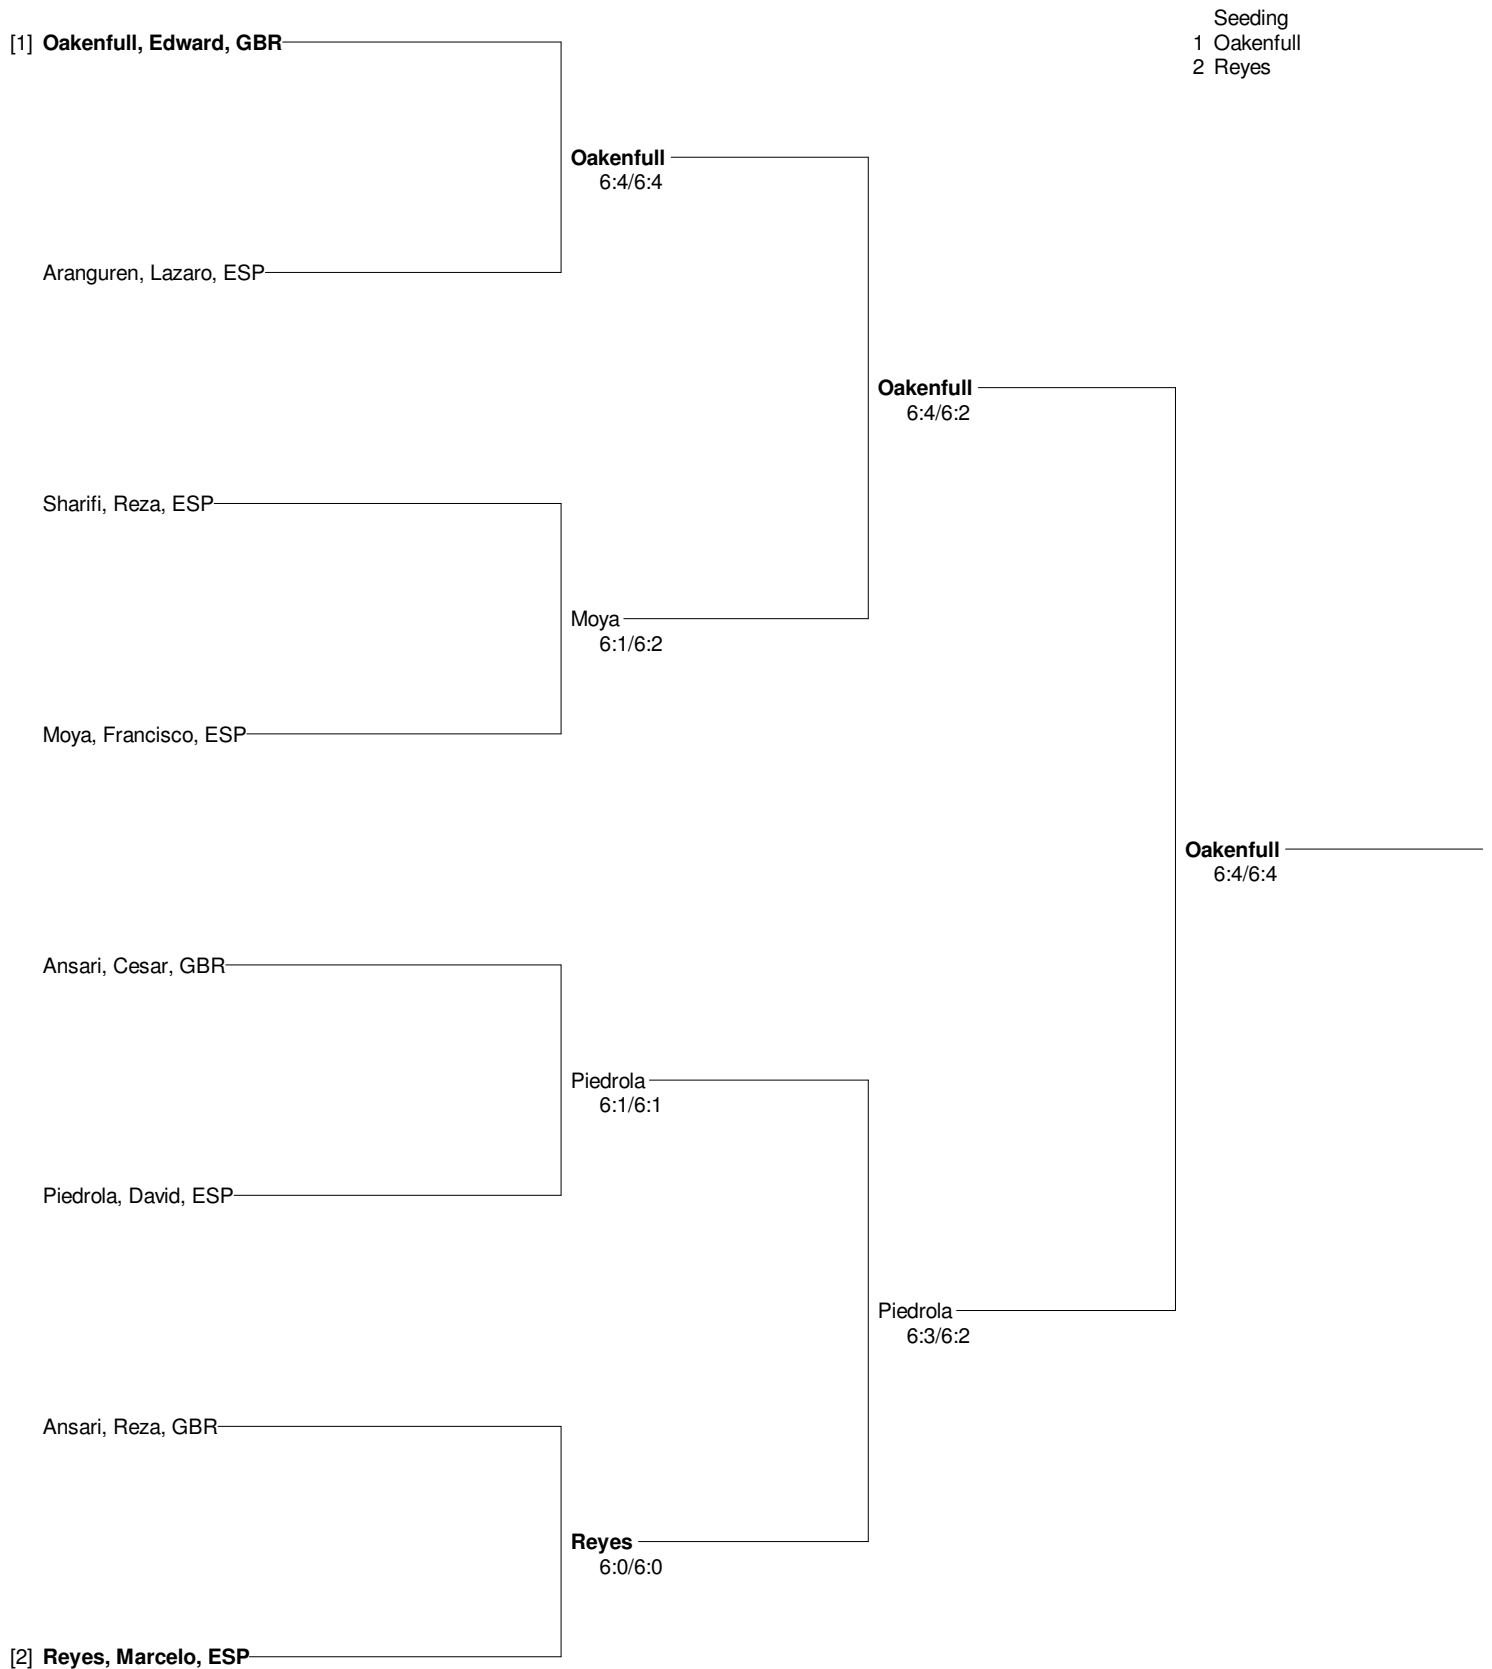 Seeding
1 Oakenfull
2 Reyes
[1] Oakenfull, Edward, GBR
Oakenfull
6:4/6:4
Aranguren, Lazaro, ESP
Oakenfull
6:4/6:2
Sharifi, Reza, ESP
Moya
6:1/6:2
Moya, Francisco, ESP
Oakenfull
6:4/6:4
Ansari, Cesar, GBR
Piedrola
6:1/6:1
Piedrola, David, ESP
Piedrola
6:3/6:2
Ansari, Reza, GBR
Reyes
6:0/6:0
[2] Reyes, Marcelo, ESP